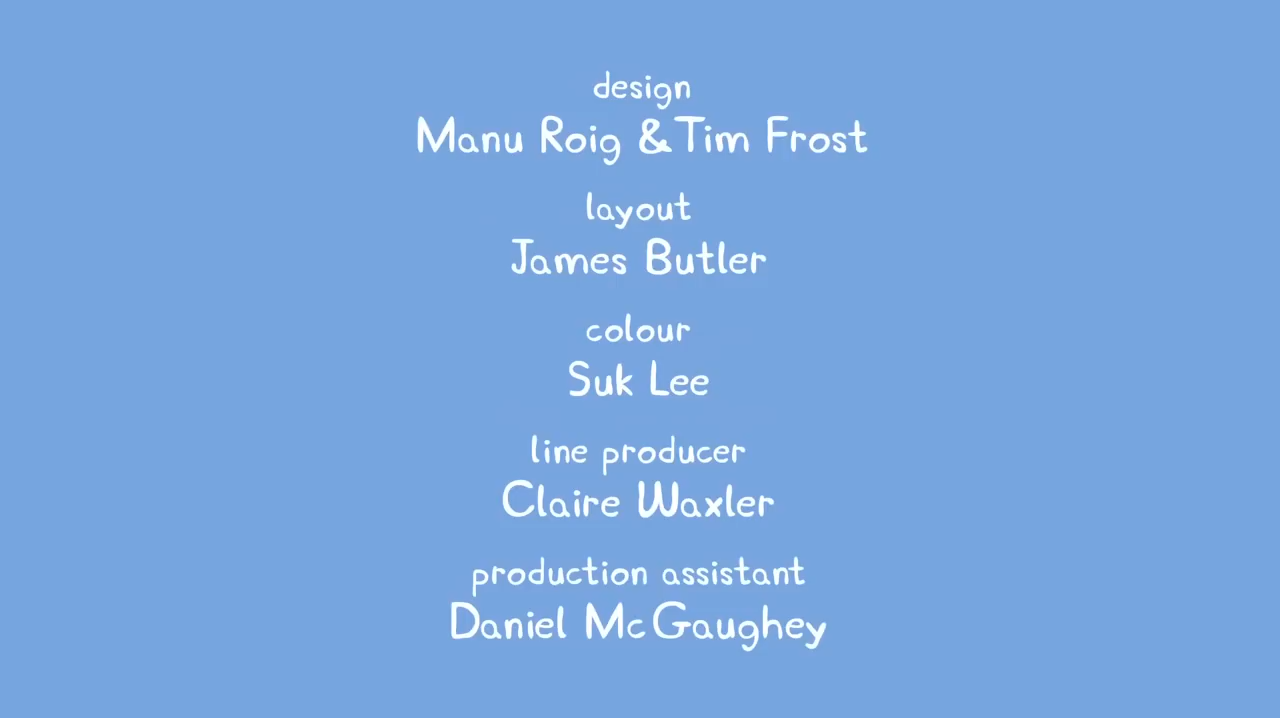 design
Manu Roig & Tim Frost
layout
James Butler
colour
Suk Lee
line producer
Claire Waxler
production assistant
Daniel McGaughey